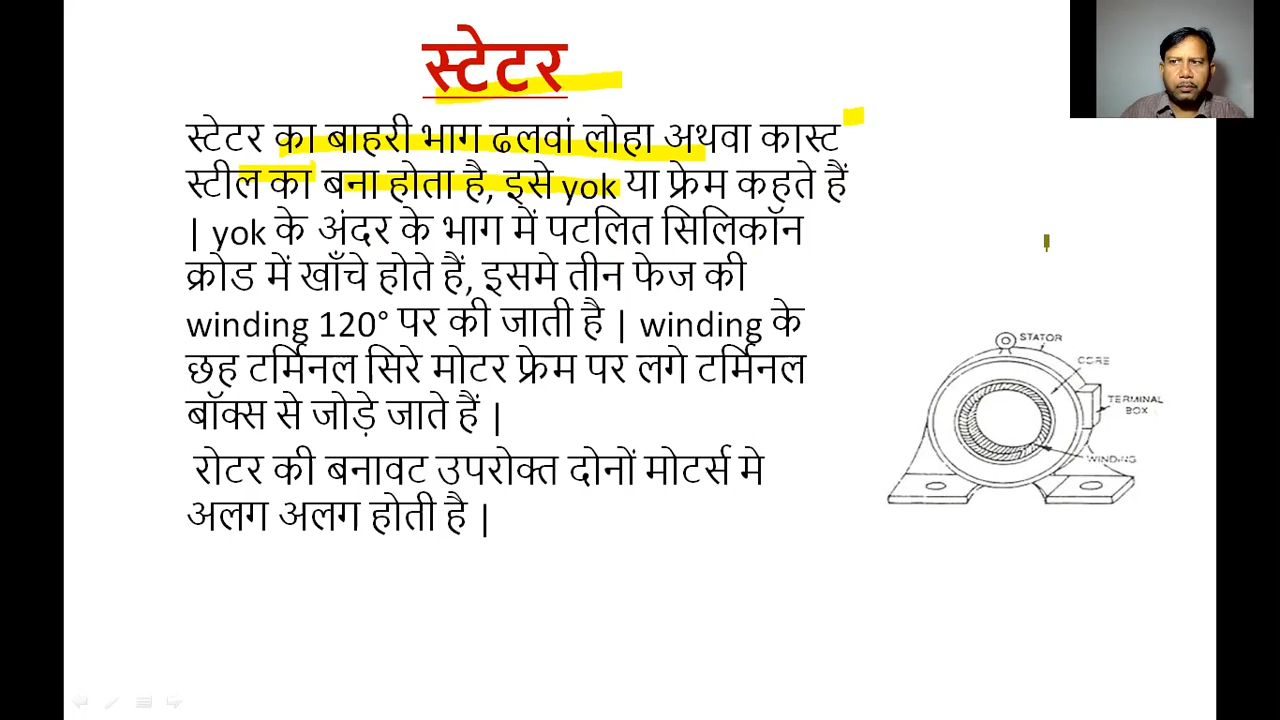 स्टेटर
स्टेटर का बाहरी भाग ढलवां लोहा अथवा कास्ट
स्टील का बना होता है, इसे yok या फ्रेम कहते हैं
| yok के अंदर के भाग में पटलित सिलिकॉन
क्रोड में खाँचे होते हैं, इसमे तीन फेज की
winding 120° पर की जाती है | winding के
छह टर्मिनल सिरे मोटर फ्रेम पर लगे टर्मिनल
बॉक्स से जोड़े जाते हैं |
रोटर की बनावट उपरोक्त दोनों मोटर्स मे
अलग अलग होती है |
STATOR
CORE
TERMINAL
BOX
WINDING